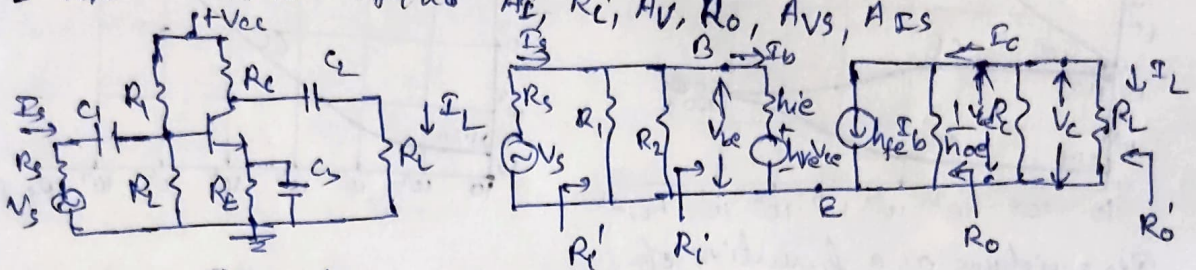 AI, Ri, AV, Ro, AVS, AIS
+Vcc
R1
RC
C2
IS
C1
RS
VS
R2
RE
C3
IL
RL
IS
RS
VS
R1
R2
B
Ib
Vbe
hie
+
hreVce
Ri'
Ri
E
IC
hfeIb
1/hoe
RC
VC
IL
RL
Ro
Ro'